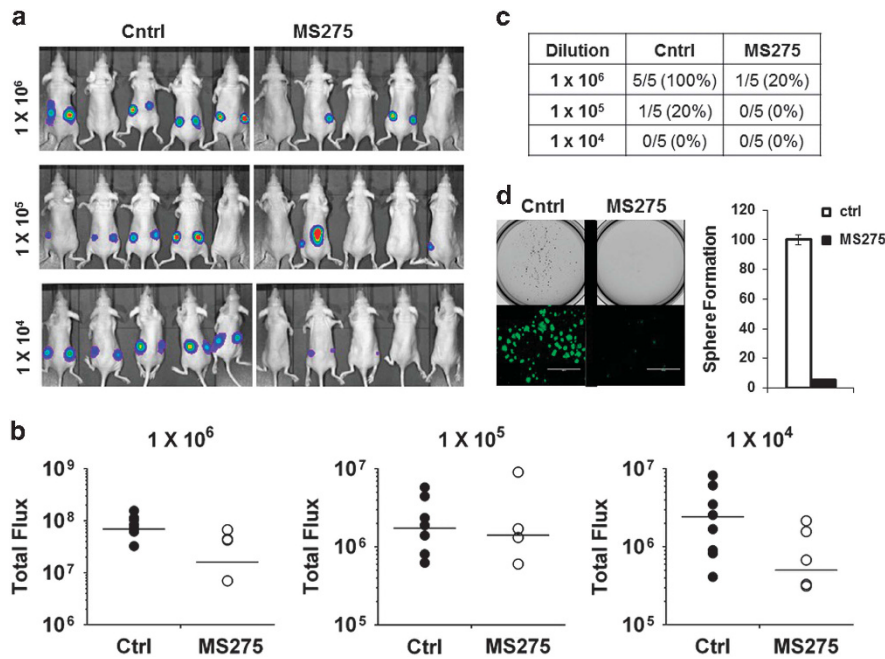 a
Cntrl MS275
1 X 10⁶
1 X 10⁵
1 X 10⁴
c
Dilution Cntrl MS275
1 x 10⁶ 5/5 (100%) 1/5 (20%)
1 x 10⁵ 1/5 (20%) 0/5 (0%)
1 x 10⁴ 0/5 (0%) 0/5 (0%)
d
Cntrl MS275
Sphere Formation
120
100
80
60
40
20
0
ctrl
MS275
b
1 X 10⁶
Total Flux
10⁹
10⁸
10⁷
10⁶
Ctrl MS275
1 X 10⁵
Total Flux
10⁷
10⁶
10⁵
Ctrl MS275
1 X 10⁴
Total Flux
10⁷
10⁶
10⁵
Ctrl MS275